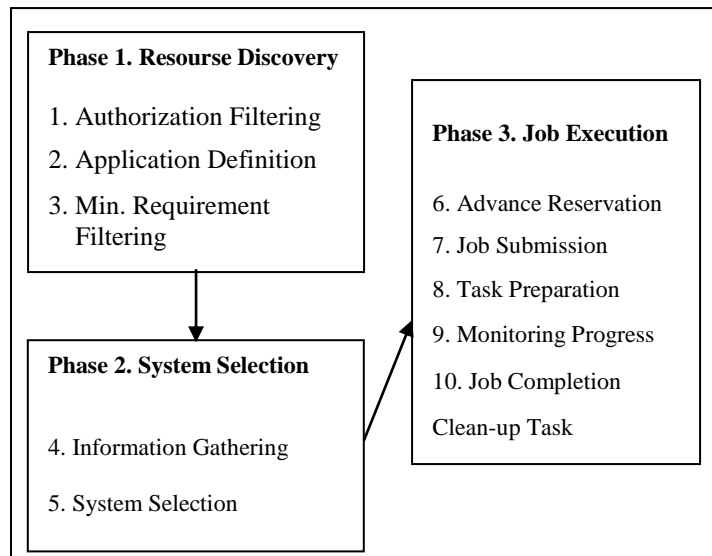 Phase 1. Resourse Discovery
1. Authorization Filtering
2. Application Definition
3. Min. Requirement
Filtering
Phase 2. System Selection
4. Information Gathering
5. System Selection
Phase 3. Job Execution
6. Advance Reservation
7. Job Submission
8. Task Preparation
9. Monitoring Progress
10. Job Completion
Clean-up Task